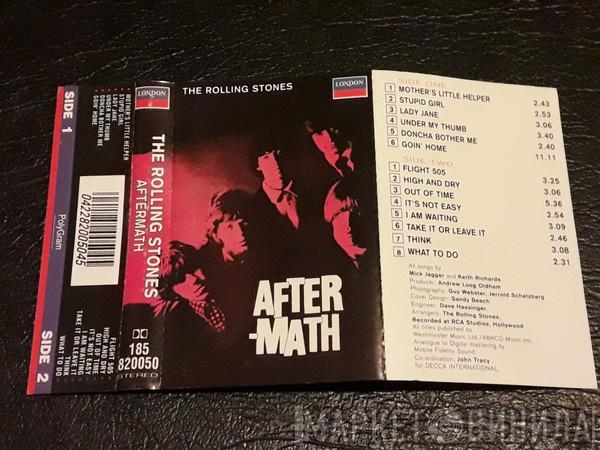 SIDE 1
MOTHER'S LITTLE HELPER
STUPID GIRL
LADY JANE
UNDER MY THUMB
DONCHA BOTHER ME
GOIN' HOME
042282005045
PolyGram
FLIGHT 505
HIGH AND DRY
OUT OF TIME
IT'S NOT EASY
I AM WAITING
TAKE IT OR LEAVE IT
THINK
WHAT TO DO
SIDE 2
LONDON
THE ROLLING STONES
AFTERMATH
185
820050
STEREO
THE ROLLING STONES
LONDON
AFTER
-MATH
SIDE ONE
1 MOTHER'S LITTLE HELPER 2.43
2 STUPID GIRL 2.53
3 LADY JANE 3.06
4 UNDER MY THUMB 3.40
5 DONCHA BOTHER ME 2.40
6 GOIN' HOME 11.11
SIDE TWO
1 FLIGHT 505 3.25
2 HIGH AND DRY 3.06
3 OUT OF TIME 5.36
4 IT'S NOT EASY 2.54
5 I AM WAITING 3.09
6 TAKE IT OR LEAVE IT 2.46
7 THINK 3.08
8 WHAT TO DO 2.31
All songs by
Mick Jagger and Keith Richards
Producer: Andrew Loog Oldham
Photography: Guy Webster, Jerrold Schatzberg
Cover Design: Sandy Beach
Engineer: Dave Hassinger.
Arrangers: The Rolling Stones.
Recorded at RCA Studios, Hollywood
All titles published by
Westminster Music Ltd./ABKCO Music Inc.
Analogue to Digital mastering by
Mobile Fidelity Sound.
Co-ordination: John Tracy
for DECCA INTERNATIONAL.